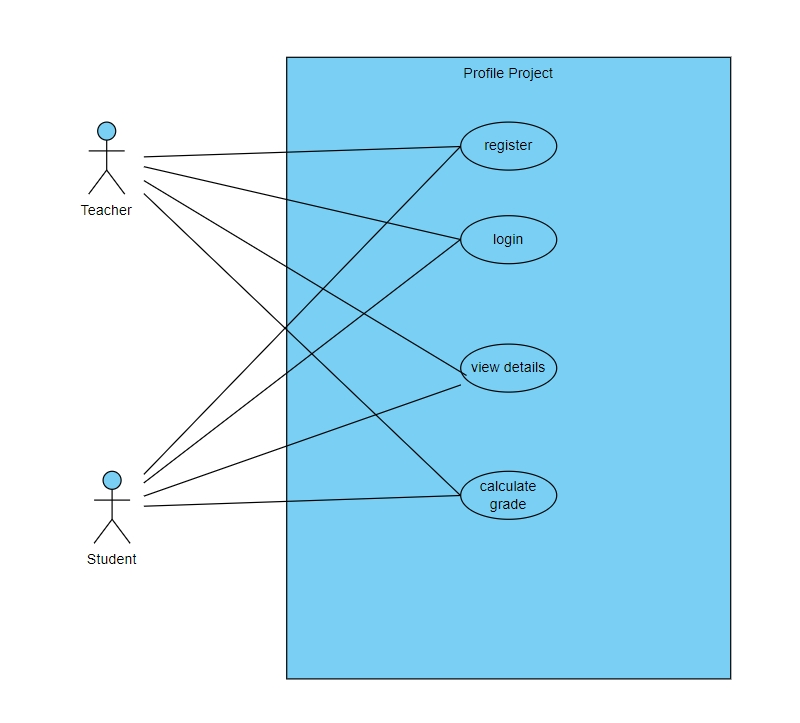 Profile Project
register
Teacher
login
view details
calculate
grade
Student